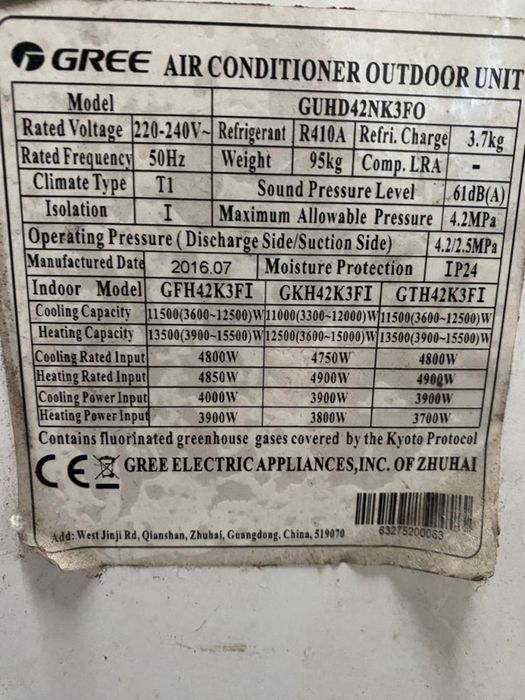 GREE AIR CONDITIONER OUTDOOR UNIT
Model GUHD42NK3FO
Rated Voltage 220-240V~ Refrigerant R410A Refri. Charge 3.7kg
Rated Frequency 50Hz Weight 95kg Comp. LRA -
Climate Type T1 Sound Pressure Level 61dB(A)
Isolation I Maximum Allowable Pressure 4.2MPa
Operating Pressure (Discharge Side/Suction Side) 4.2/2.5MPa
Manufactured Date 2016.07 Moisture Protection IP24
Indoor Model GFH42K3FI GKH42K3FI GTH42K3FI
Cooling Capacity 11500(3600~12500)W 11000(3300~12000)W 11500(3600~12500)W
Heating Capacity 13500(3900~15500)W 12500(3600~15000)W 13500(3900~15500)W
Cooling Rated Input 4800W 4750W 4800W
Heating Rated Input 4850W 4900W 4900W
Cooling Power Input 4000W 3900W 3900W
Heating Power Input 3900W 3800W 3700W
Contains fluorinated greenhouse gases covered by the Kyoto Protocol
CE GREE ELECTRIC APPLIANCES,INC. OF ZHUHAI
Add: West Jinji Rd, Qianshan, Zhuhai, Guangdong, China, 519070
63275200063